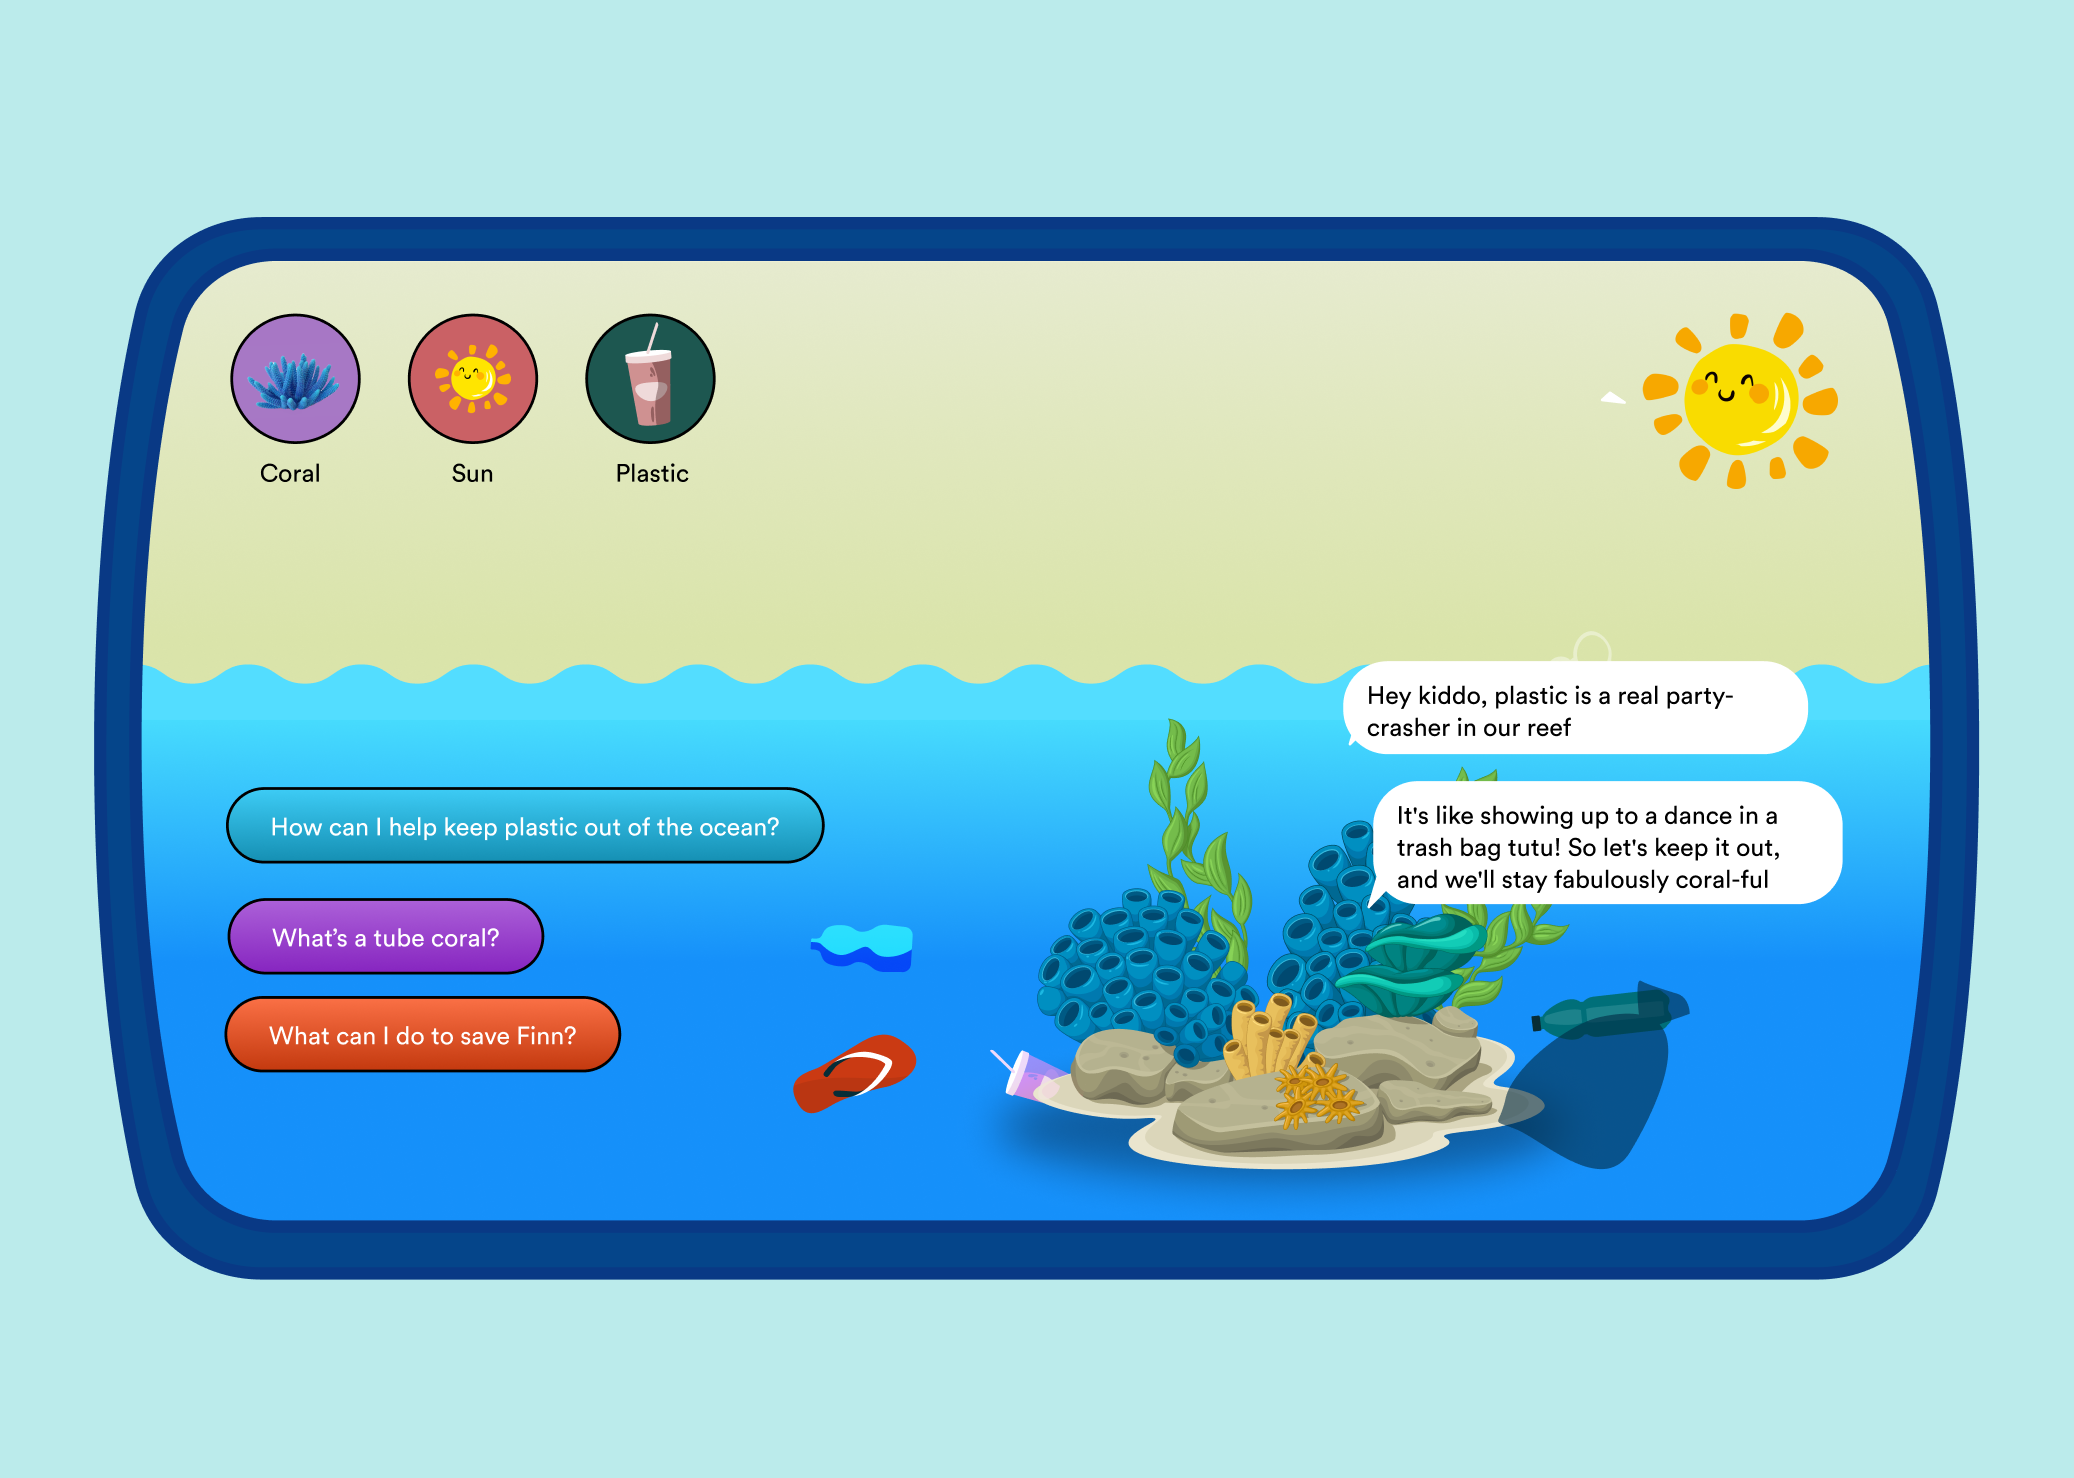 Coral
Sun
Plastic
Hey kiddo, plastic is a real party-
crasher in our reef
It's like showing up to a dance in a
trash bag tutu! So let's keep it out,
and we'll stay fabulously coral-ful
How can I help keep plastic out of the ocean?
What's a tube coral?
What can I do to save Finn?